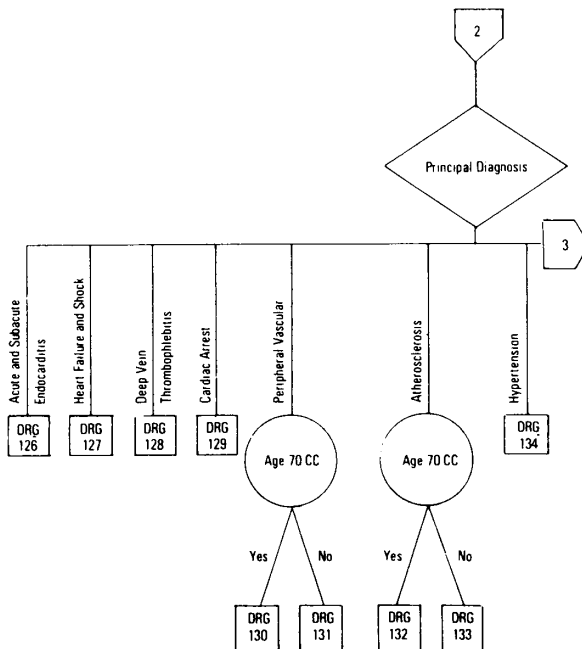 2
Principal Diagnosis
3
Acute and Subacute
Endocarditis
Heart Failure and Shock
Deep Vein
Thrombophlebitis
Cardiac Arrest
Peripheral Vascular
Atherosclerosis
Hypertension
DRG
126
DRG
127
DRG
128
DRG
129
Age 70 CC
Age 70 CC
DRG
134
Yes
No
Yes
No
DRG
130
DRG
131
DRG
132
DRG
133